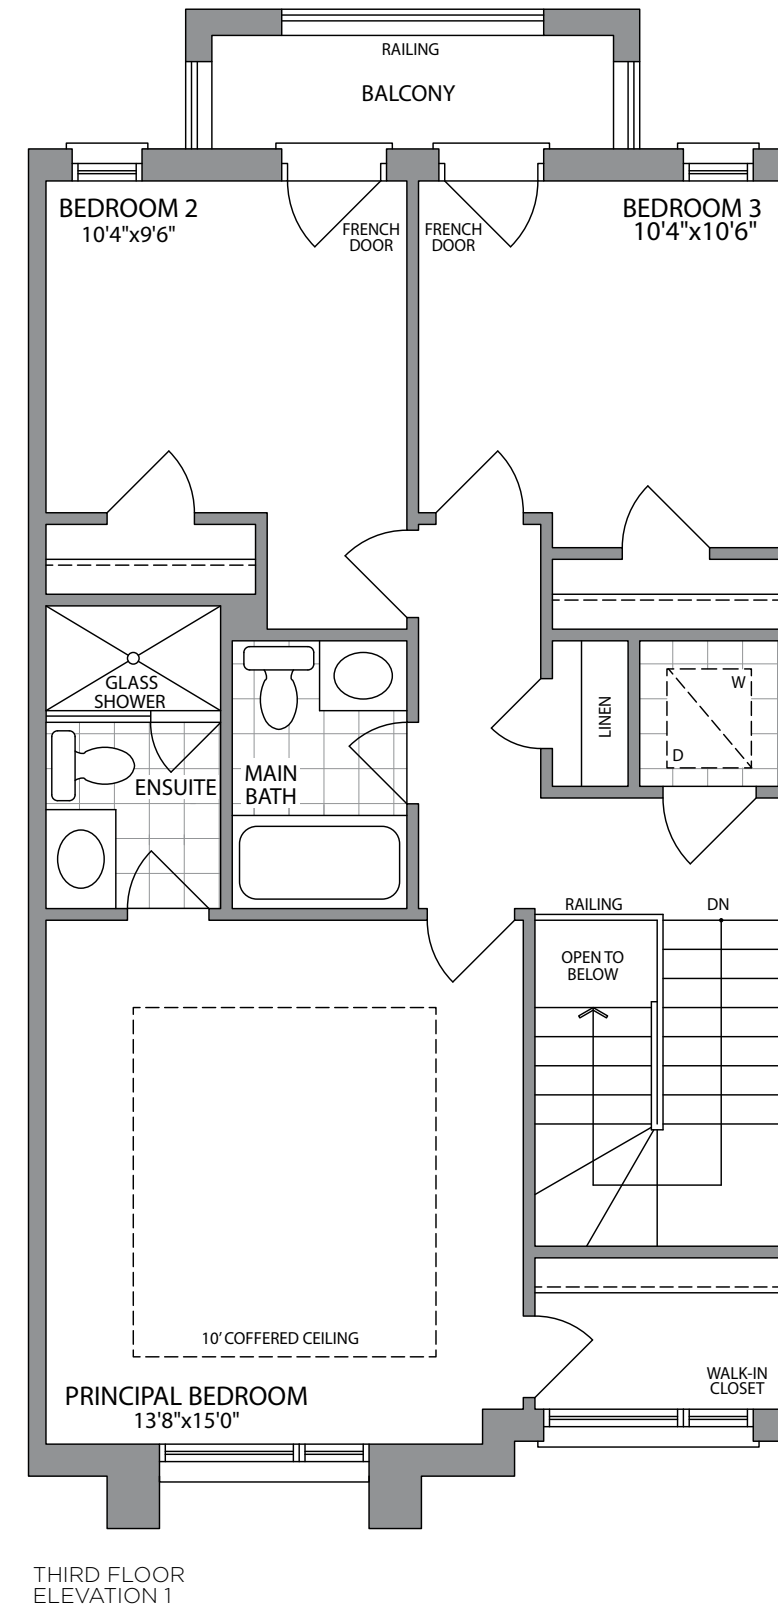 RAILING
BALCONY
BEDROOM 2
10'4"x9'6"
FRENCH
DOOR
FRENCH
DOOR
BEDROOM 3
10'4"x10'6"
GLASS
SHOWER
ENSUITE
MAIN
BATH
LINEN
W
D
RAILING
DN
OPEN TO
BELOW
10' COFFERED CEILING
PRINCIPAL BEDROOM
13'8"x15'0"
WALK-IN
CLOSET
THIRD FLOOR
ELEVATION 1